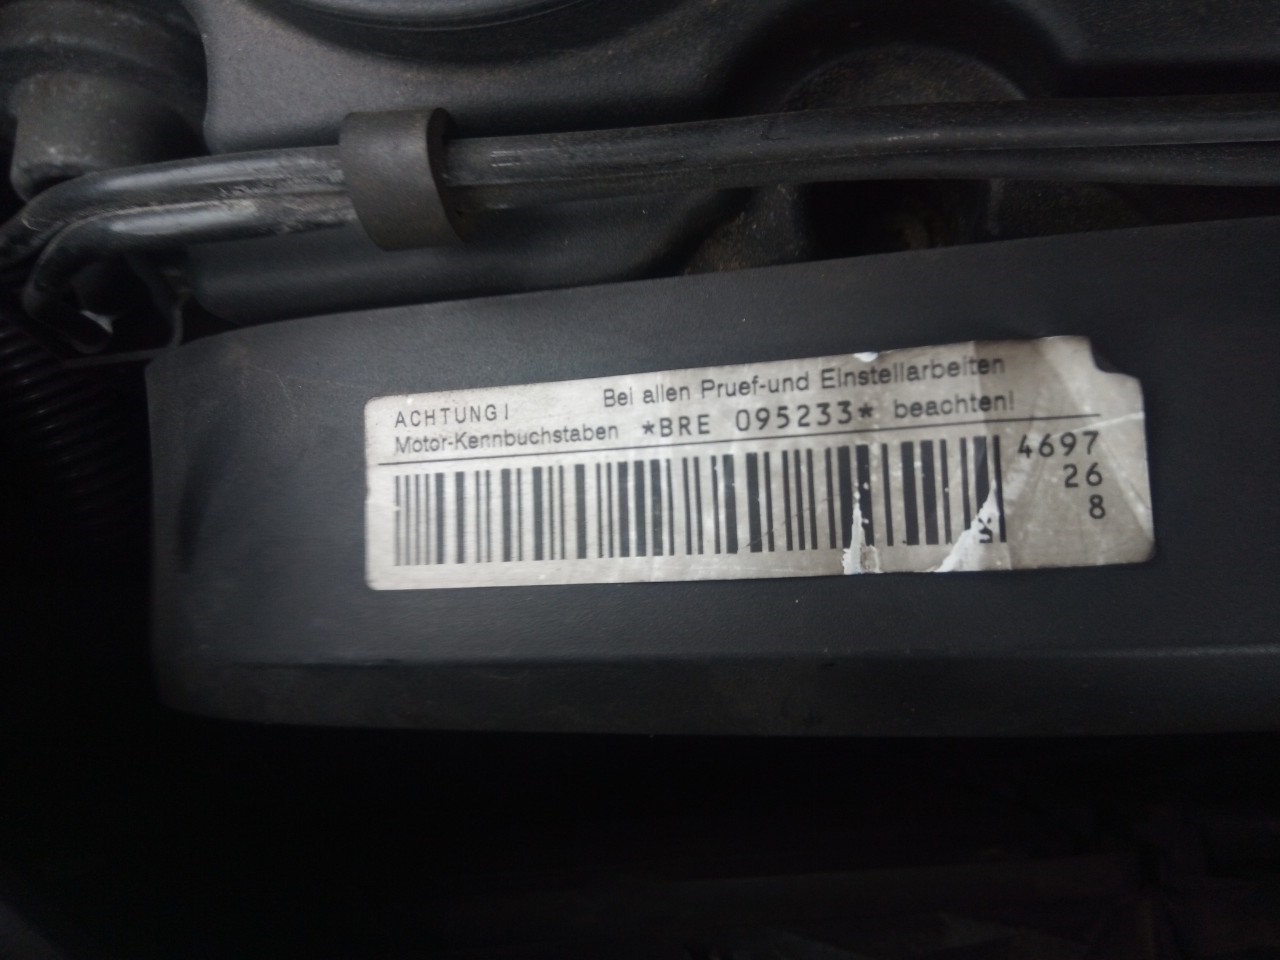 ACHTUNG! Bei allen Pruef-und Einstellarbeiten
Motor-Kennbuchstaben *BRE 095233* beachten!
4697
26
8